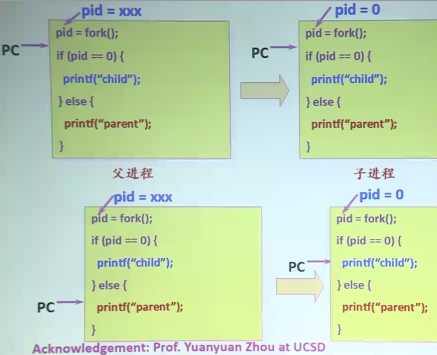 pid = xxx
pid = fork();
PC
if (pid == 0) {
printf("child");
} else {
printf("parent");
}
父进程
pid = 0
pid = fork();
PC
if (pid == 0) {
printf("child");
} else {
printf("parent");
}
子进程
pid = xxx
pid = fork();
if (pid == 0) {
printf("child");
} else {
PC
printf("parent");
}
pid = 0
pid = fork();
if (pid == 0) {
PC
printf("child");
} else {
printf("parent");
}
Acknowledgement: Prof. Yuanyuan Zhou at UCSD